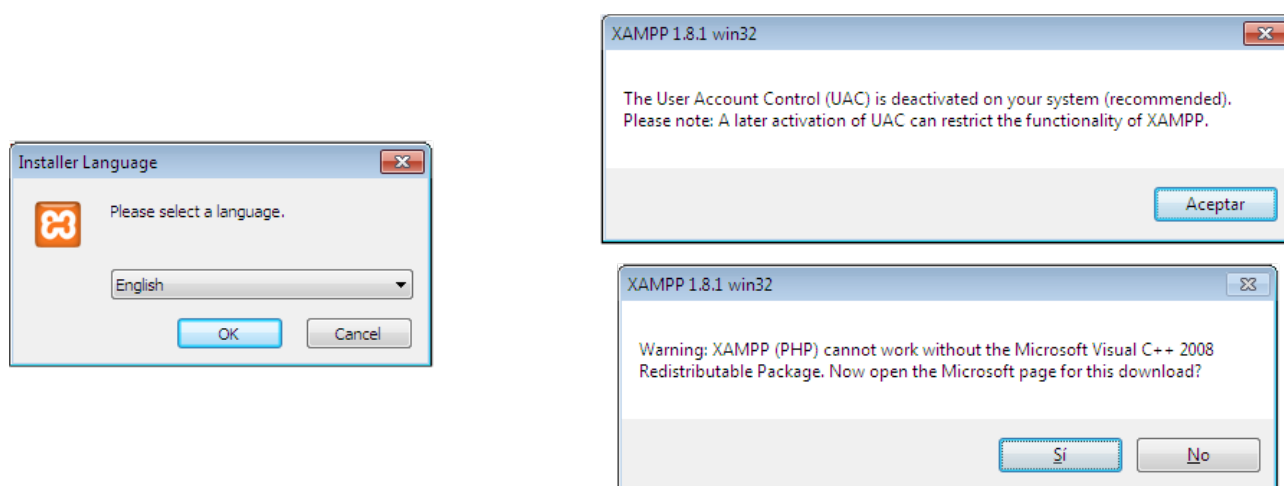 Installer Language
Please select a language.
English
OK
Cancel
XAMPP 1.8.1 win32
The User Account Control (UAC) is deactivated on your system (recommended).
Please note: A later activation of UAC can restrict the functionality of XAMPP.
Aceptar
XAMPP 1.8.1 win32
Warning: XAMPP (PHP) cannot work without the Microsoft Visual C++ 2008
Redistributable Package. Now open the Microsoft page for this download?
Sí
No